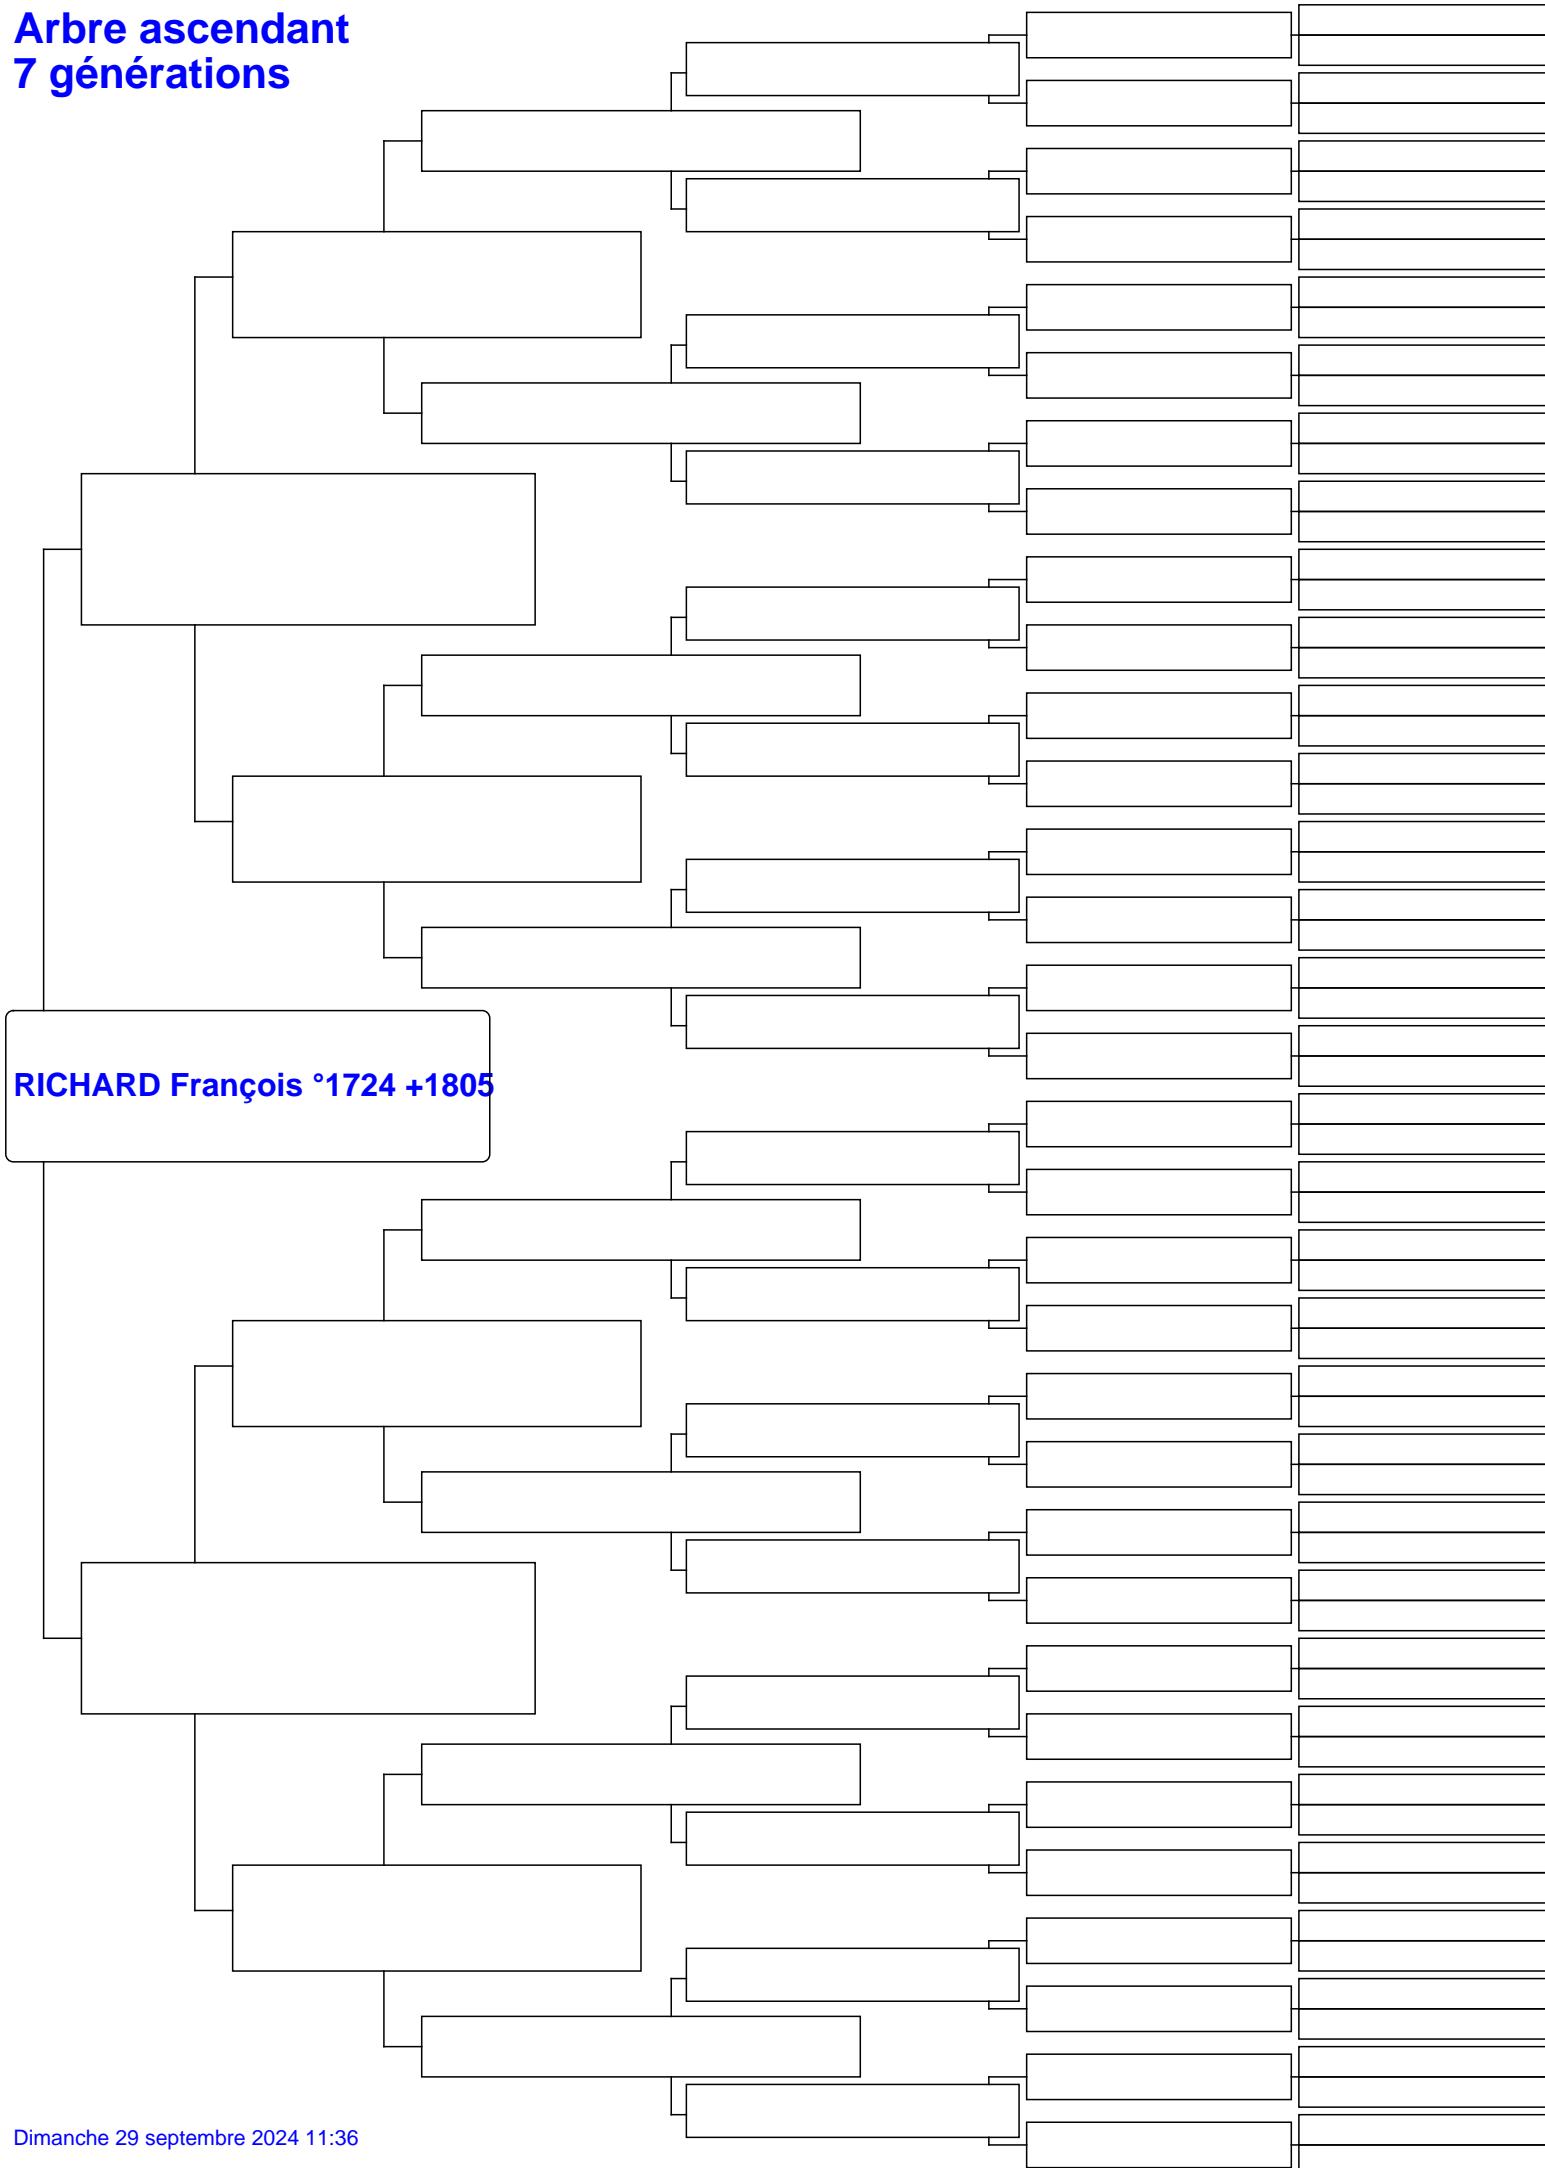 Arbre ascendant
7 générations
RICHARD François °1724 +1805
Dimanche 29 septembre 2024 11:36